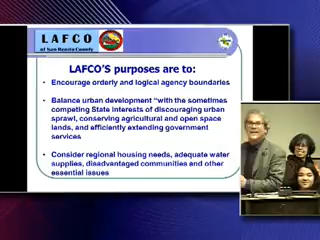 LAFCO
of San Benito County
LAFCO'S purposes are to:
• Encourage orderly and logical agency boundaries
• Balance urban development "with the sometimes
competing State interests of discouraging urban
sprawl, conserving agricultural and open space
lands, and efficiently extending government
services
• Consider regional housing needs, adequate water
supplies, disadvantaged communities and other
essential issues